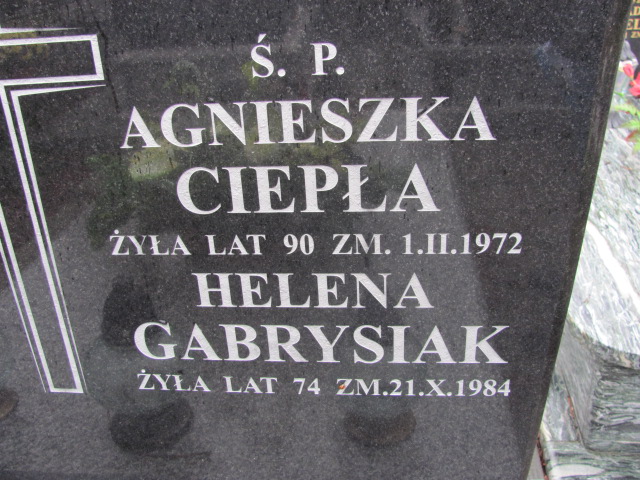 Ś. P.
AGNIESZKA
CIEPŁA
ŻYŁA LAT 90 ZM. 1.II.1972
HELENA
GABRYSIAK
ŻYŁA LAT 74 ZM.21.X.1984